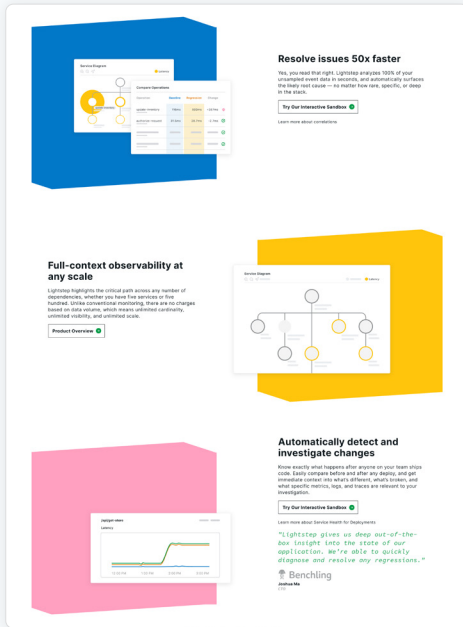 Service Diagram
Latency
Compare Operations
Resolve issues 50x faster
Yes, you read that right. Lightstep analyzes 100% of your
unsampled event data in seconds, and automatically surfaces
the likely root cause — no matter how rare, specific, or deep
in the stack.
Try Our Interactive Sandbox
Learn more about correlations
Full-context observability at
any scale
Lightstep highlights the critical path across any number of
dependencies, whether you have five services or five
hundred. Unlike conventional monitoring, there are no charges
based on data volume, which means unlimited cardinality,
unlimited visibility, and unlimited scale.
Product Overview
Service Diagram
Latency
Automatically detect and
investigate changes
Know exactly what happens after anyone on your team ships
code. Easily compare before and after any deploy, and get
immediate context into what's different, what's broken, and
what specific metrics, logs, and traces are relevant to your
investigation.
Try Our Interactive Sandbox
Learn more about Service Health for Deployments
"Lightstep gives us deep out-of-the-
box insight into the state of our
application. We're able to quickly
diagnose and resolve any regressions."
Benchling
Joshua Ma
CTO
Latency